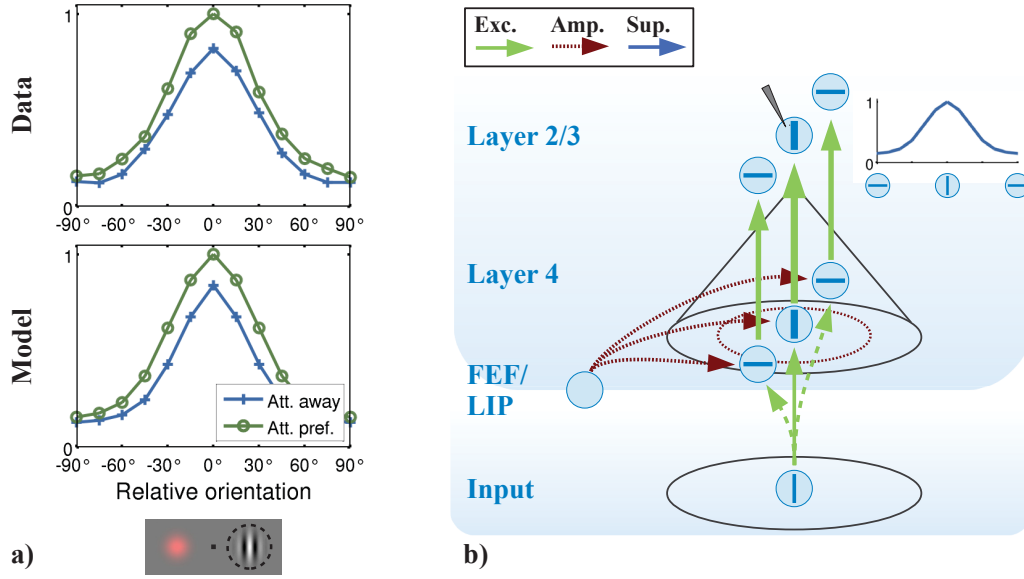 Data
1
0
-90° -60° -30° 0° 30° 60° 90°
Model
1
0
Att. away
Att. pref.
-90° -60° -30° 0° 30° 60° 90°
Relative orientation
a)
Exc. Amp. Sup.
Layer 2/3
1
0
Layer 4
FEF/
LIP
Input
b)